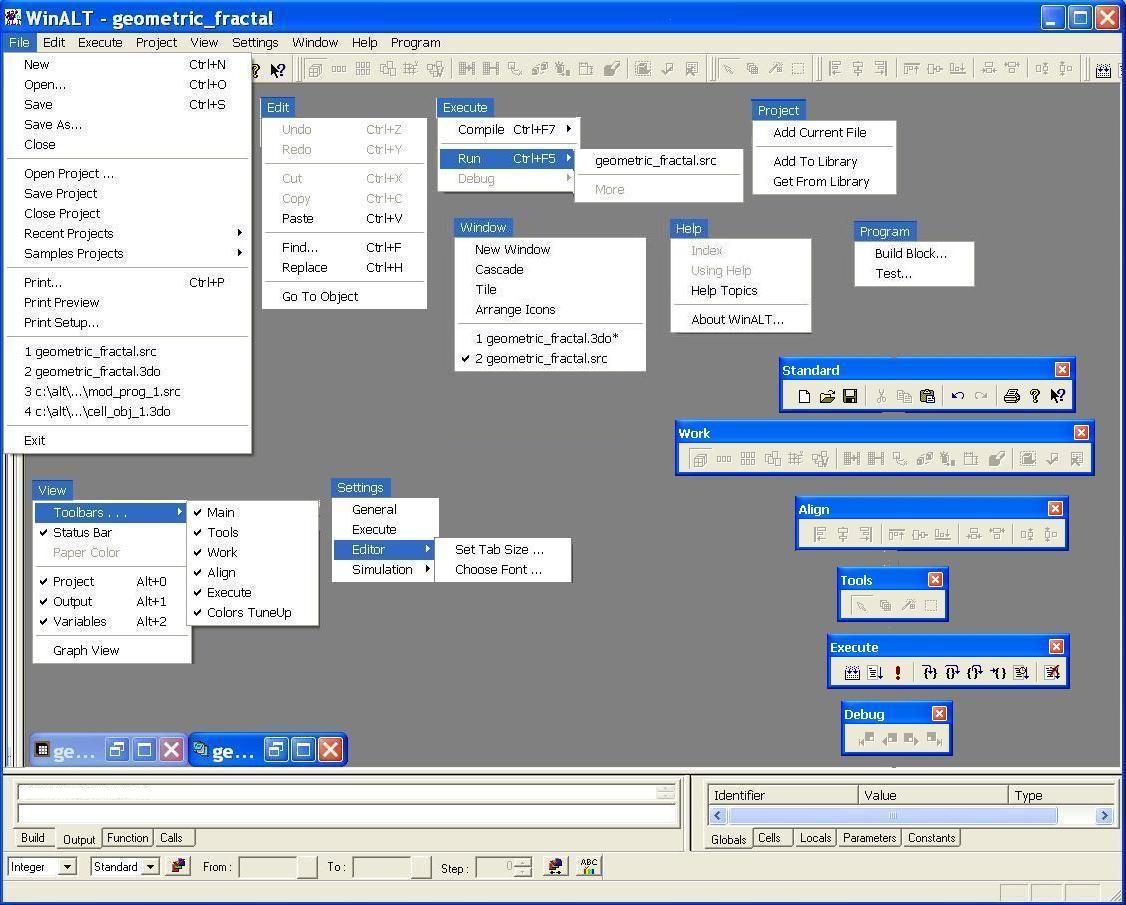 WinALT - geometric_fractal
File Edit Execute Project View Settings Window Help Program
New Ctrl+N
Open... Ctrl+O
Save Ctrl+S
Save As...
Close
Open Project ...
Save Project
Close Project
Recent Projects
Samples Projects
Print... Ctrl+P
Print Preview
Print Setup...
1 geometric_fractal.src
2 geometric_fractal.3do
3 c:\alt\...\mod_prog_1.src
4 c:\alt\...\cell_obj_1.3do
Exit
Edit
Undo Ctrl+Z
Redo Ctrl+Y
Cut Ctrl+X
Copy Ctrl+C
Paste Ctrl+V
Find... Ctrl+F
Replace Ctrl+H
Go To Object
Execute
Compile Ctrl+F7
Run Ctrl+F5
Debug
geometric_fractal.src
More
Project
Add Current File
Add To Library
Get From Library
Window
New Window
Cascade
Tile
Arrange Icons
1 geometric_fractal.3do*
2 geometric_fractal.src
Help
Index
Using Help
Help Topics
About WinALT...
Program
Build Block...
Test...
Standard
Work
Align
Tools
Execute
Debug
View
Toolbars . . .
Status Bar
Paper Color
Project Alt+0
Output Alt+1
Variables Alt+2
Graph View
Main
Tools
Work
Align
Execute
Colors TuneUp
Settings
General
Execute
Editor
Simulation
Set Tab Size ...
Choose Font ...
ge...
ge...
Build Output Function Calls
Identifier Value Type
Globals Cells Locals Parameters Constants
Integer Standard From : To : Step : 0 ABC